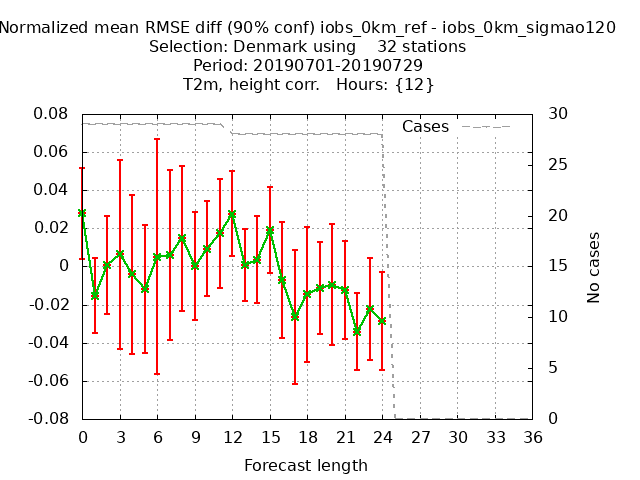 Normalized mean RMSE diff (90% conf) iobs_0km_ref - iobs_0km_sigmao120
Selection: Denmark using 32 stations
Period: 20190701-20190729
T2m, height corr. Hours: {12}
0.08
0.06
0.04
0.02
0
-0.02
-0.04
-0.06
-0.08
Cases
30
25
20
15
10
5
0
No cases
0 3 6 9 12 15 18 21 24 27 30 33 36
Forecast length